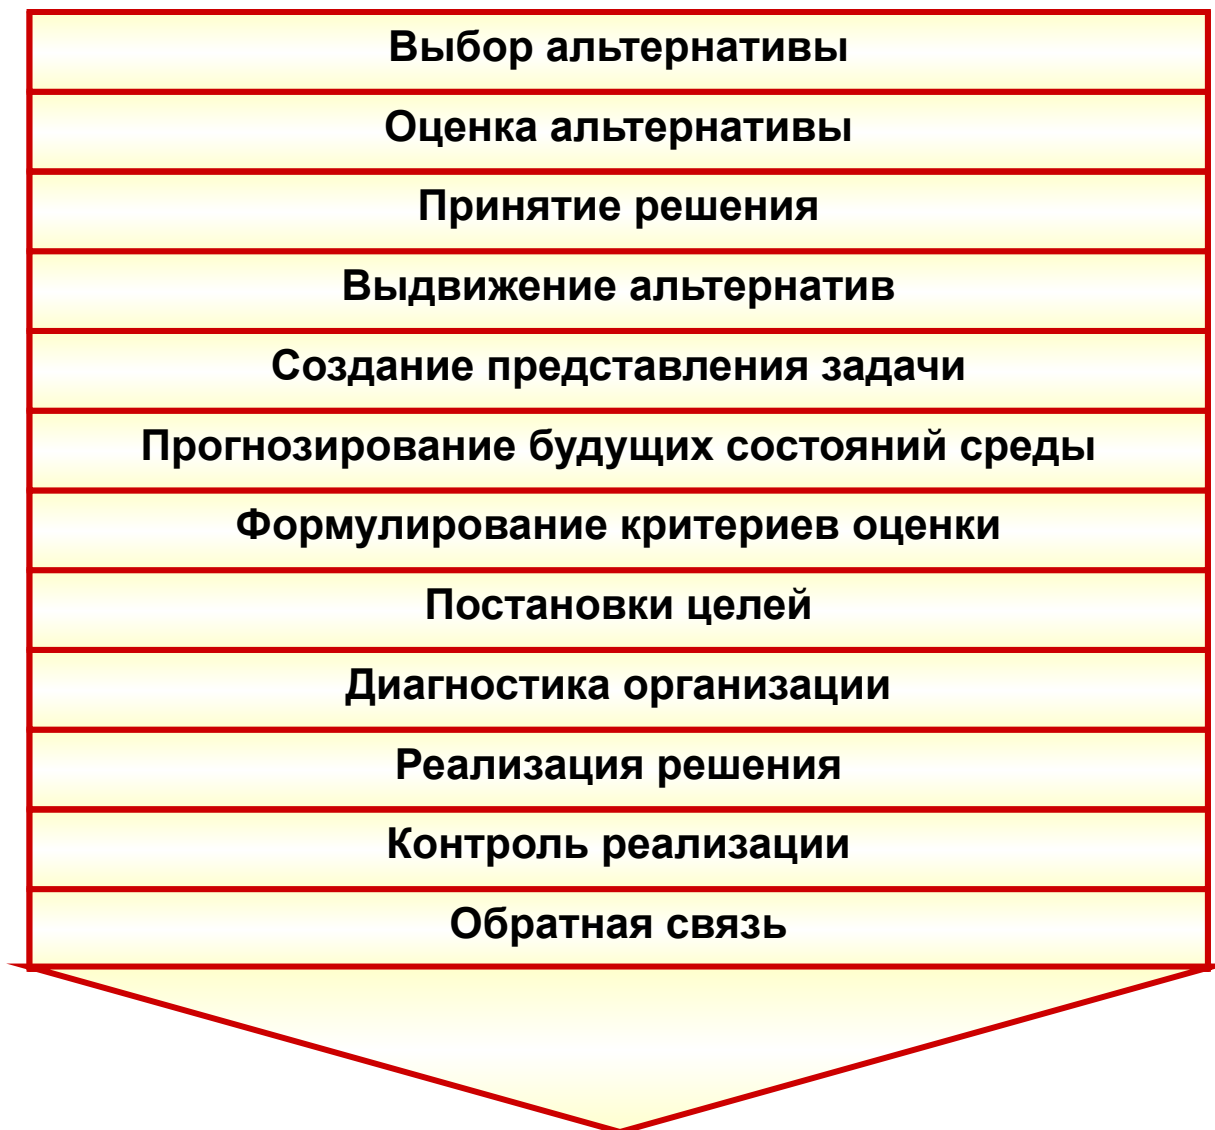 Выбор альтернативы
Оценка альтернативы
Принятие решения
Выдвижение альтернатив
Создание представления задачи
Прогнозирование будущих состояний среды
Формулирование критериев оценки
Постановки целей
Диагностика организации
Реализация решения
Контроль реализации
Обратная связь